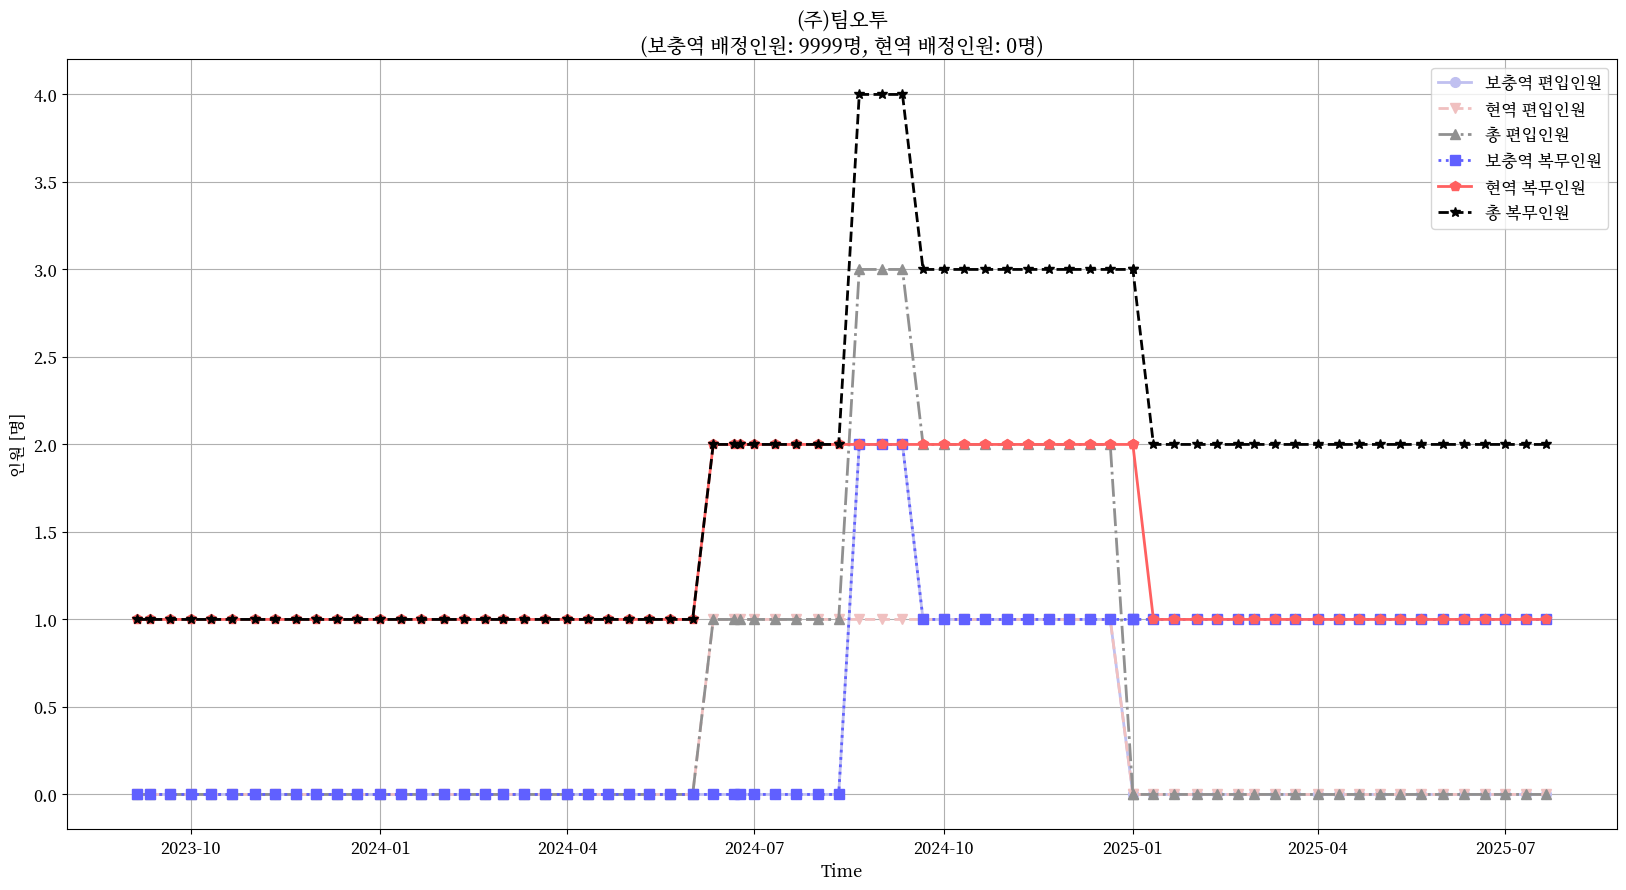 (주)팀오투
(보충역 배정인원: 9999명, 현역 배정인원: 0명)
인원 [명]
4.0
3.5
3.0
2.5
2.0
1.5
1.0
0.5
0.0
보충역 편입인원
현역 편입인원
총 편입인원
보충역 복무인원
현역 복무인원
총 복무인원
2023-10
2024-01
2024-04
2024-07
2024-10
2025-01
2025-04
2025-07
Time